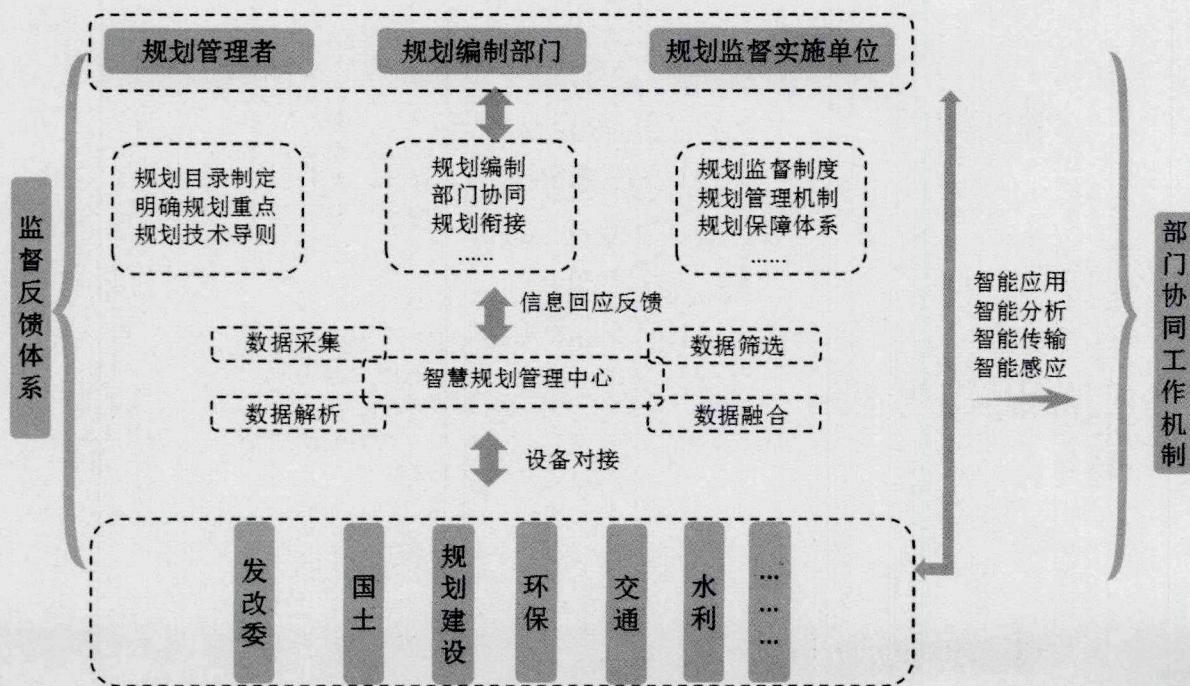 规划管理者
规划编制部门
规划监督实施单位
规划目录制定
明确规划重点
规划技术导则
规划编制
部门协同
规划衔接
……
规划监督制度
规划管理机制
规划保障体系
……
监督反馈体系
信息回应反馈
数据采集
数据筛选
智慧规划管理中心
数据解析
数据融合
设备对接
智能应用
智能分析
智能传输
智能感应
部门协同工作机制
发改委
国土
规划建设
环保
交通
水利
………